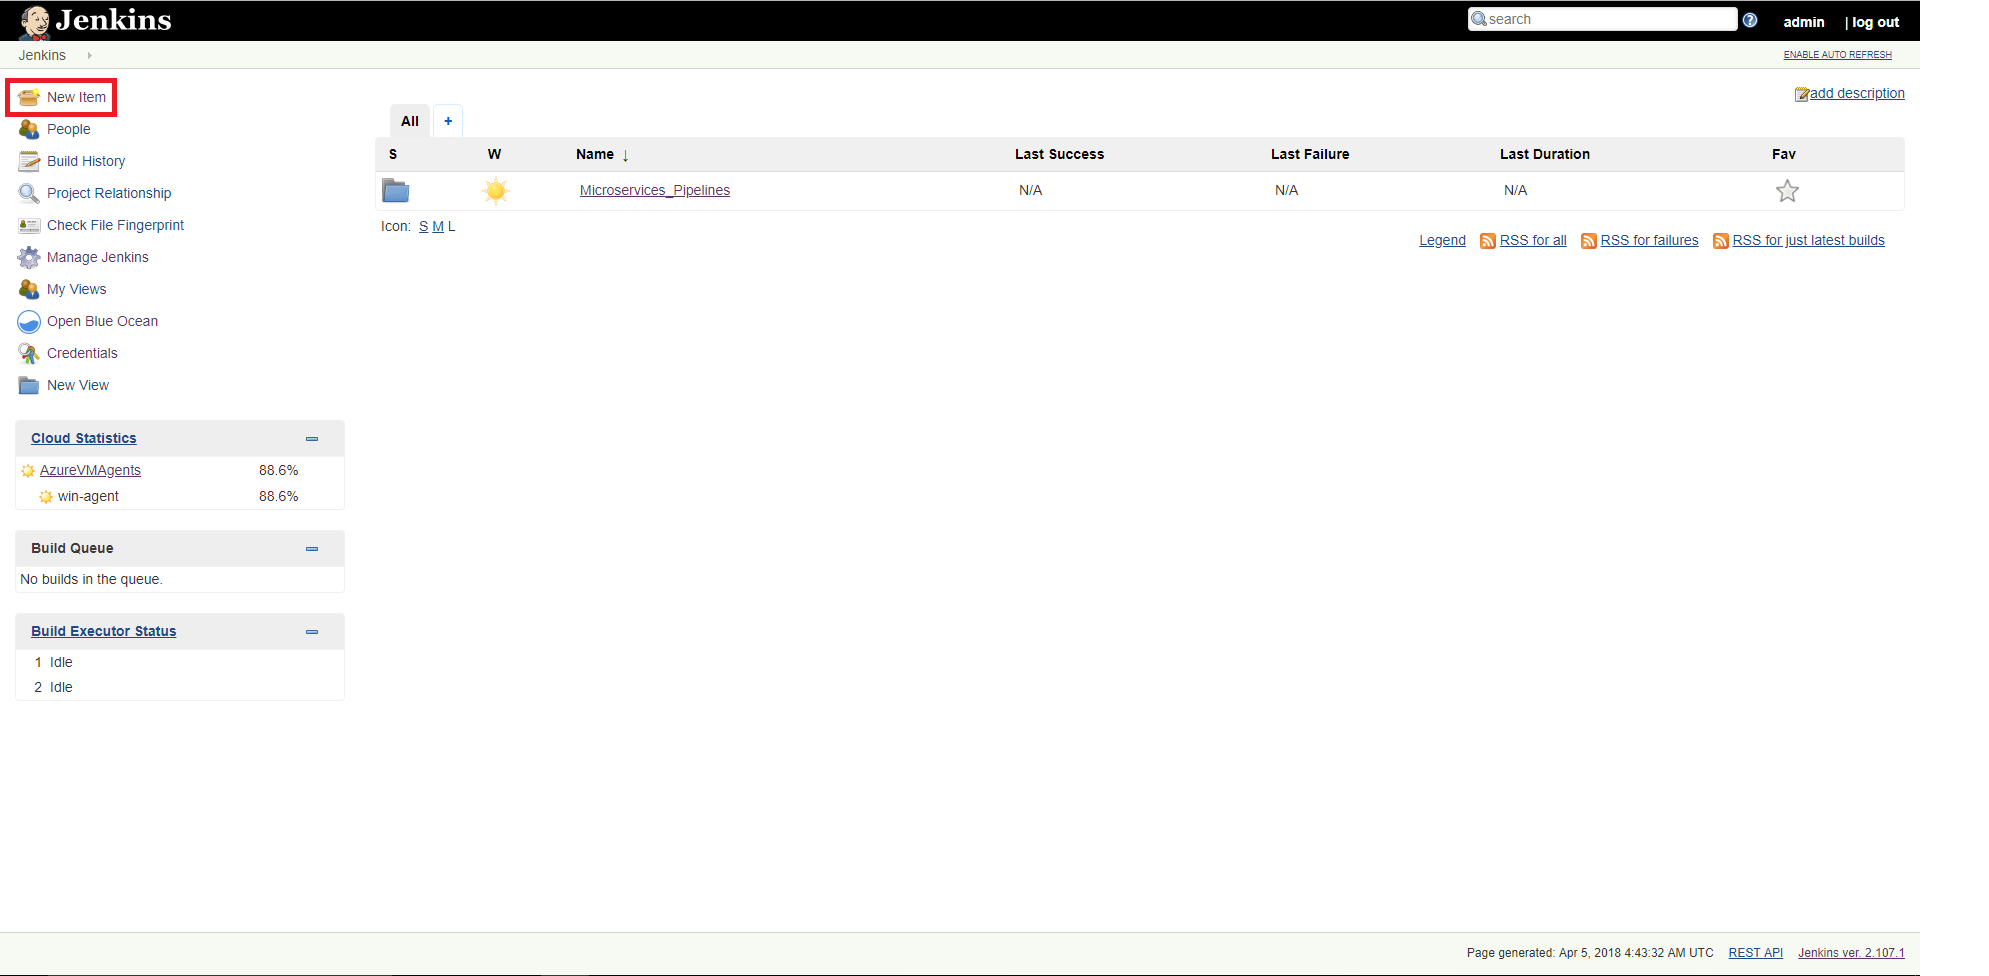 Jenkins
search
admin | log out
Jenkins
ENABLE AUTO REFRESH
New Item
People
Build History
Project Relationship
Check File Fingerprint
Manage Jenkins
My Views
Open Blue Ocean
Credentials
New View
Cloud Statistics
AzureVMAgents 88.6%
win-agent 88.6%
Build Queue
No builds in the queue.
Build Executor Status
1 Idle
2 Idle
add description
All +
S W Name ↓ Last Success Last Failure Last Duration Fav
Microservices_Pipelines N/A N/A N/A
Icon: S M L
Legend RSS for all RSS for failures RSS for just latest builds
Page generated: Apr 5, 2018 4:43:32 AM UTC REST API Jenkins ver. 2.107.1